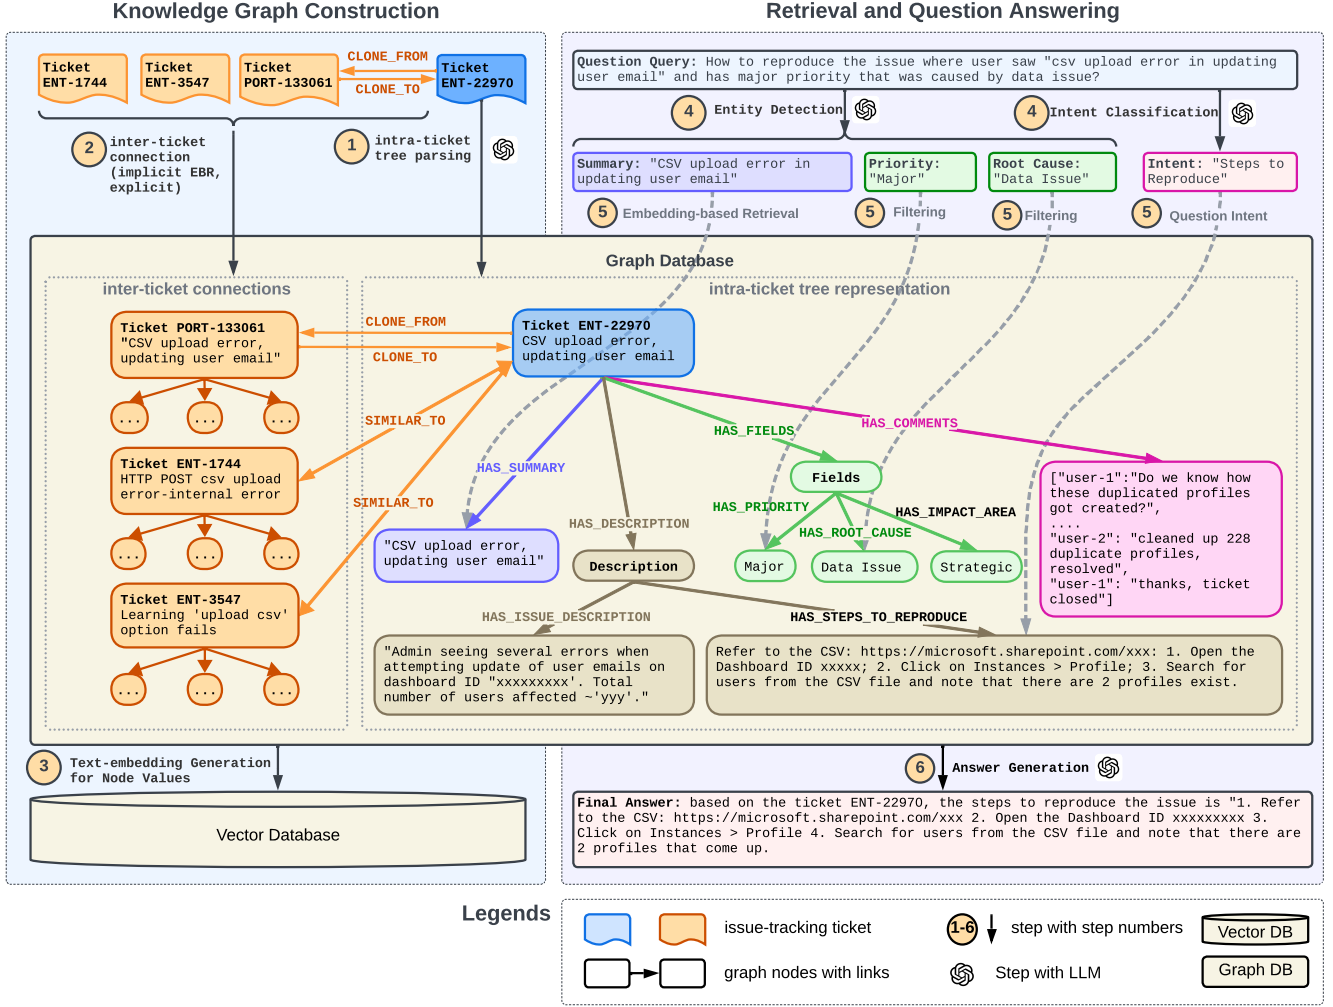 Knowledge Graph Construction
Ticket
ENT-1744
Ticket
ENT-3547
Ticket
PORT-133061
CLONE_FROM
CLONE_TO
Ticket
ENT-22970
2
inter-ticket
connection
(implicit EBR,
explicit)
1
intra-ticket
tree parsing
Retrieval and Question Answering
Question Query: How to reproduce the issue where user saw "csv upload error in updating
user email" and has major priority that was caused by data issue?
4
Entity Detection
4
Intent Classification
Summary: "CSV upload error in
updating user email"
Priority:
"Major"
Root Cause:
"Data Issue"
Intent: "Steps to
Reproduce"
5
Embedding-based Retrieval
5
Filtering
5
Filtering
5
Question Intent
Graph Database
inter-ticket connections
intra-ticket tree representation
Ticket PORT-133061
"CSV upload error,
updating user email"
...
...
...
Ticket ENT-1744
HTTP POST csv upload
error-internal error
...
...
...
Ticket ENT-3547
Learning 'upload csv'
option fails
...
...
...
CLONE_FROM
CLONE_TO
SIMILAR_TO
SIMILAR_TO
Ticket ENT-22970
CSV upload error,
updating user email
HAS_SUMMARY
HAS_DESCRIPTION
HAS_FIELDS
HAS_COMMENTS
"CSV upload error,
updating user email"
Description
Fields
HAS_PRIORITY
HAS_ROOT_CAUSE
HAS_IMPACT_AREA
Major
Data Issue
Strategic
["user-1":"Do we know how
these duplicated profiles
got created?",
....
"user-2": "cleaned up 228
duplicate profiles,
resolved",
"user-1": "thanks, ticket
closed"]
HAS_ISSUE_DESCRIPTION
HAS_STEPS_TO_REPRODUCE
"Admin seeing several errors when
attempting update of user emails on
dashboard ID "xxxxxxxxx'. Total
number of users affected ~'yyy'."
Refer to the CSV: https://microsoft.sharepoint.com/xxx: 1. Open the
Dashboard ID xxxxx; 2. Click on Instances > Profile; 3. Search for
users from the CSV file and note that there are 2 profiles exist.
3
Text-embedding Generation
for Node Values
Vector Database
6
Answer Generation
Final Answer: based on the ticket ENT-22970, the steps to reproduce the issue is "1. Refer
to the CSV: https://microsoft.sharepoint.com/xxx 2. Open the Dashboard ID xxxxxxxxx 3.
Click on Instances > Profile 4. Search for users from the CSV file and note that there are
2 profiles that come up.
Legends
issue-tracking ticket
1-6
step with step numbers
Vector DB
graph nodes with links
Step with LLM
Graph DB